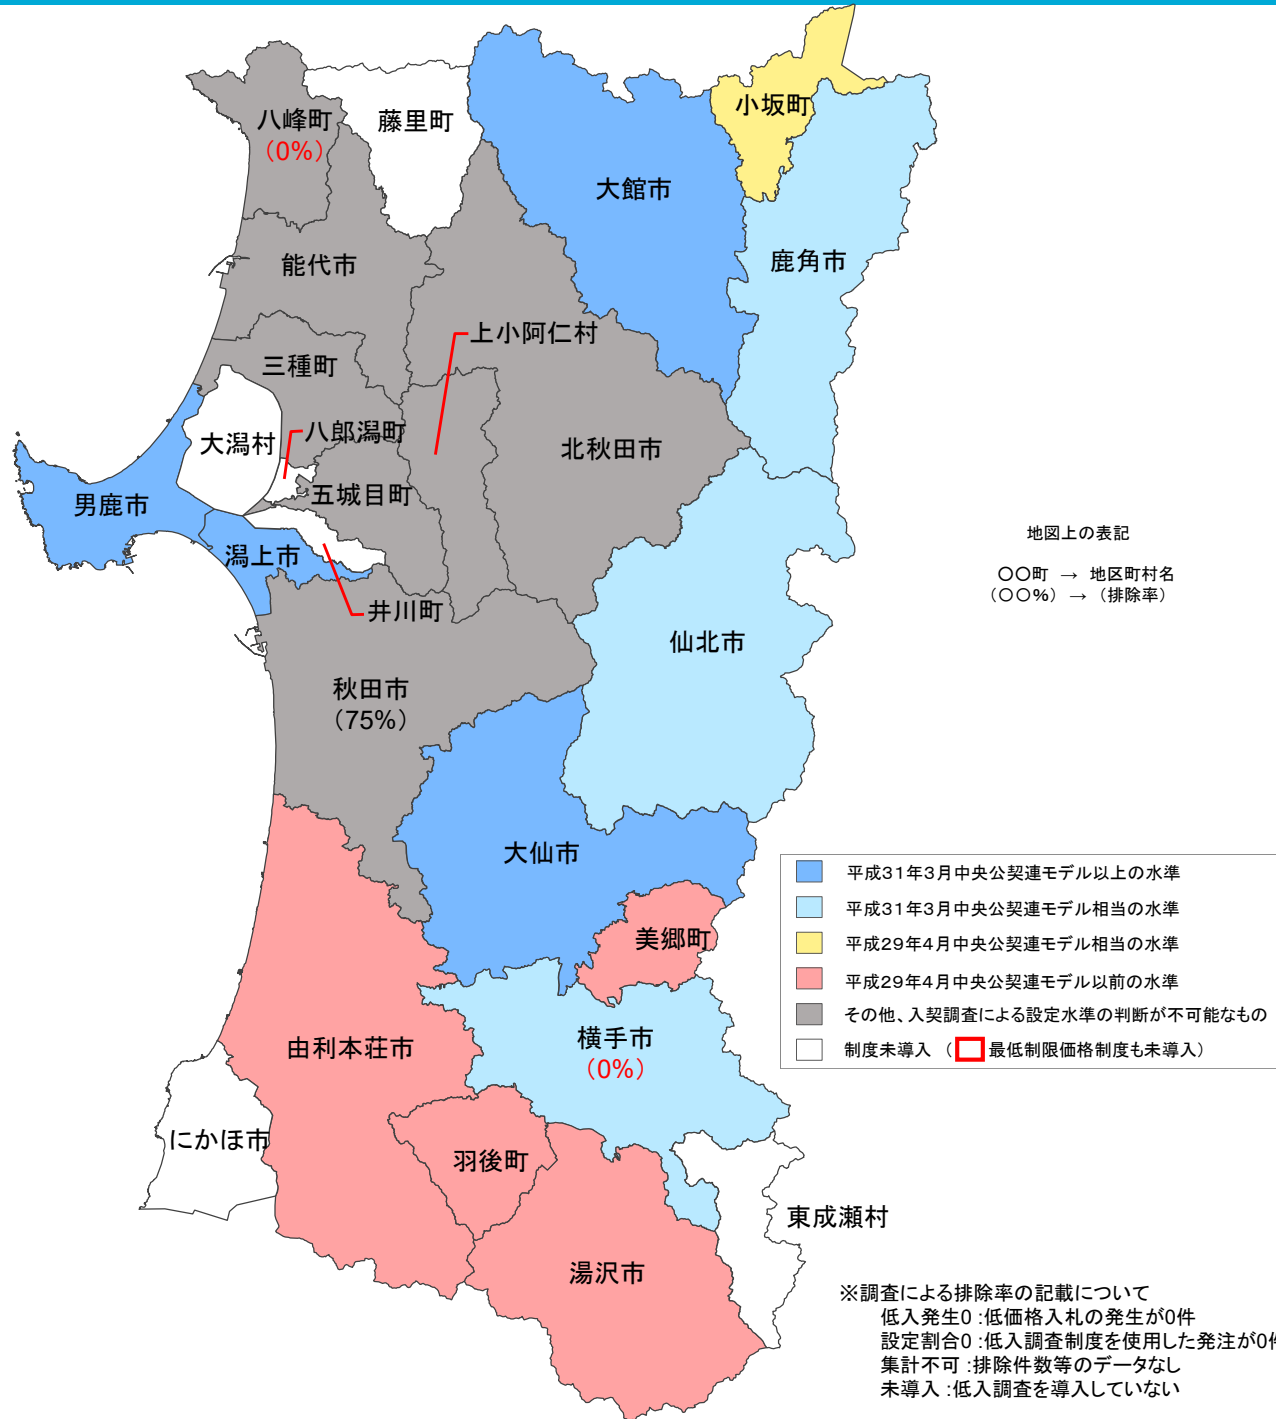 小坂町
八峰町
(0%)
藤里町
大館市
鹿角市
能代市
上小阿仁村
三種町
八郎潟町
大潟村
北秋田市
五城目町
男鹿市
潟上市
井川町
地図上の表記
〇〇町 → 地区町村名
(〇〇%) → (排除率)
仙北市
秋田市
(75%)
大仙市
平成31年3月中央公契連モデル以上の水準
平成31年3月中央公契連モデル相当の水準
平成29年4月中央公契連モデル相当の水準
平成29年4月中央公契連モデル以前の水準
その他、入契調査による設定水準の判断が不可能なもの
制度未導入 ( 最低制限価格制度も未導入)
美郷町
横手市
(0%)
由利本荘市
にかほ市
羽後町
東成瀬村
湯沢市
※調査による排除率の記載について
低入発生0 :低価格入札の発生が0件
設定割合0 :低入調査制度を使用した発注が0件
集計不可 :排除件数等のデータなし
未導入 :低入調査を導入していない